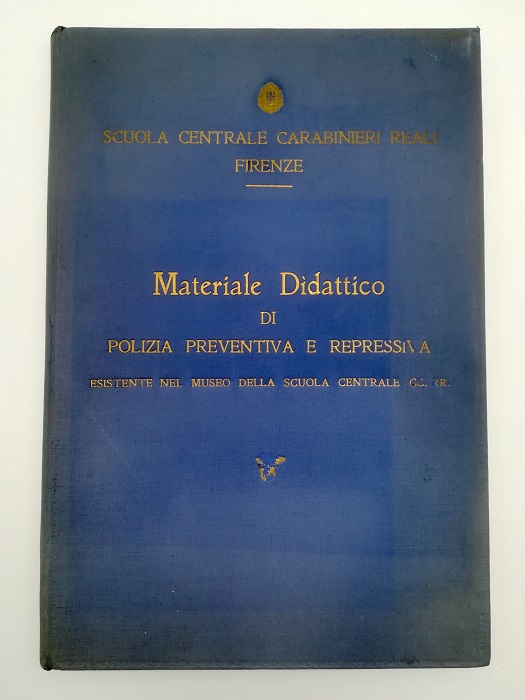 SCUOLA CENTRALE CARABINIERI REALI
FIRENZE
Materiale Didattico
DI
POLIZIA PREVENTIVA E REPRESSIVA
ESISTENTE NEL MUSEO DELLA SCUOLA CENTRALE CC. RR.